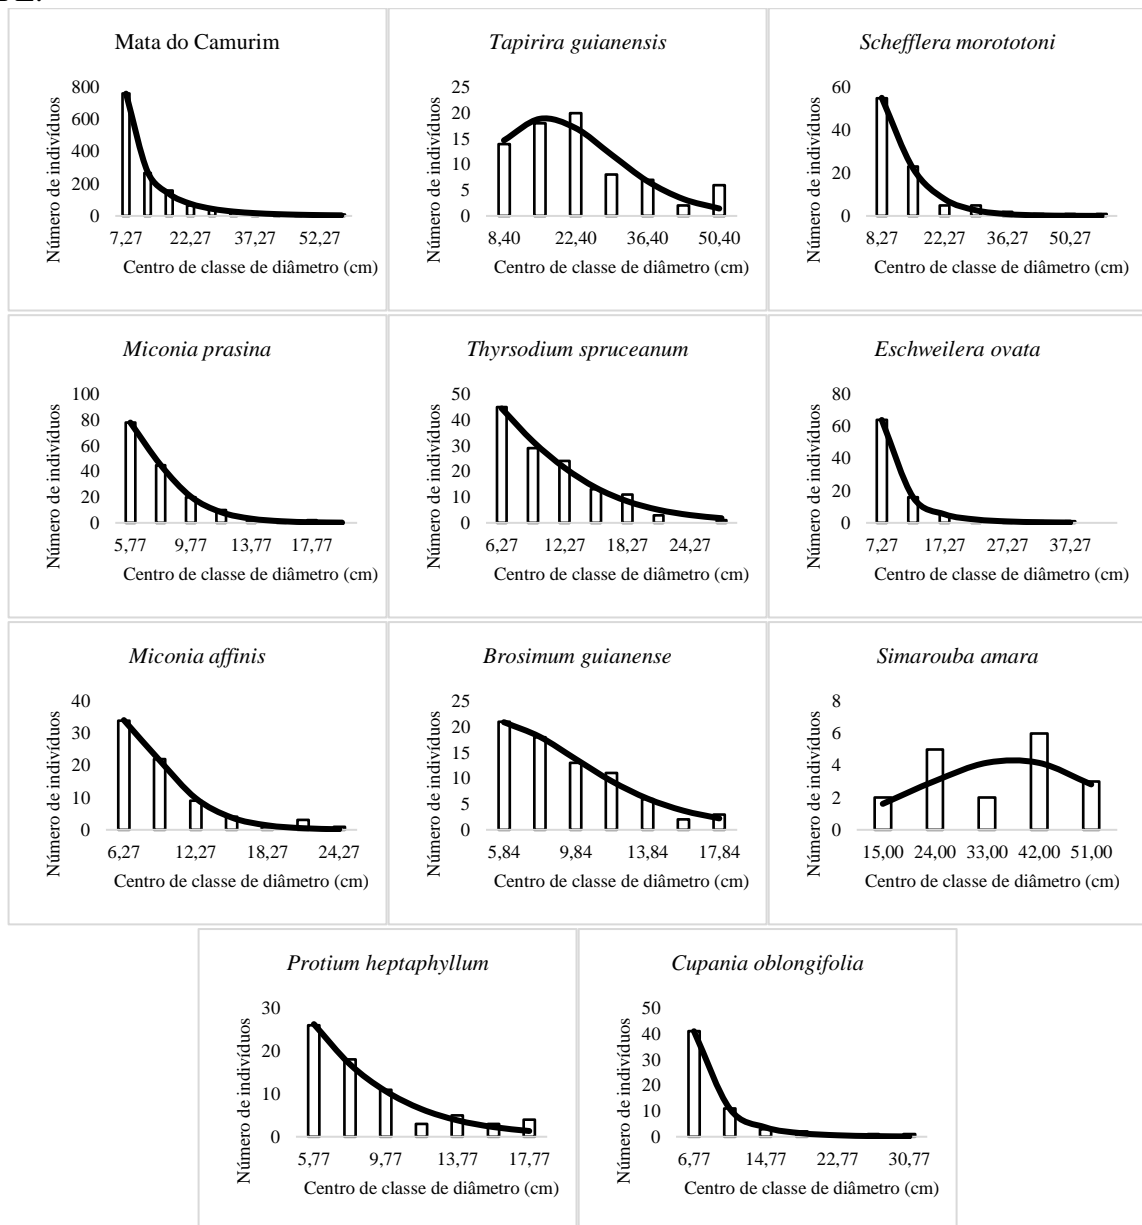 Mata do Camurim
Número de indivíduos
800
600
400
200
0
7,27 22,27 37,27 52,27
Centro de classe de diâmetro (cm)
Tapirira guianensis
Número de indivíduos
25
20
15
10
5
0
8,40 22,40 36,40 50,40
Centro de classe de diâmetro (cm)
Schefflera morototoni
Número de indivíduos
60
40
20
0
8,27 22,27 36,27 50,27
Centro de classe de diâmetro (cm)
Miconia prasina
Número de indivíduos
100
80
60
40
20
0
5,77 9,77 13,77 17,77
Centro de classe de diâmetro (cm)
Thyrsodium spruceanum
Número de indivíduos
50
40
30
20
10
0
6,27 12,27 18,27 24,27
Centro de classe de diâmetro (cm)
Eschweilera ovata
Número de indivíduos
80
60
40
20
0
7,27 17,27 27,27 37,27
Centro de classe de diâmetro (cm)
Miconia affinis
Número de indivíduos
40
30
20
10
0
6,27 12,27 18,27 24,27
Centro de classe de diâmetro (cm)
Brosimum guianense
Número de indivíduos
25
20
15
10
5
0
5,84 9,84 13,84 17,84
Centro de classe de diâmetro (cm)
Simarouba amara
Número de indivíduos
8
6
4
2
0
15,00 24,00 33,00 42,00 51,00
Centro de classe de diâmetro (cm)
Protium heptaphyllum
Número de indivíduos
30
20
10
0
5,77 9,77 13,77 17,77
Centro de classe de diâmetro (cm)
Cupania oblongifolia
Número de indivíduos
50
40
30
20
10
0
6,77 14,77 22,77 30,77
Centro de classe de diâmetro (cm)